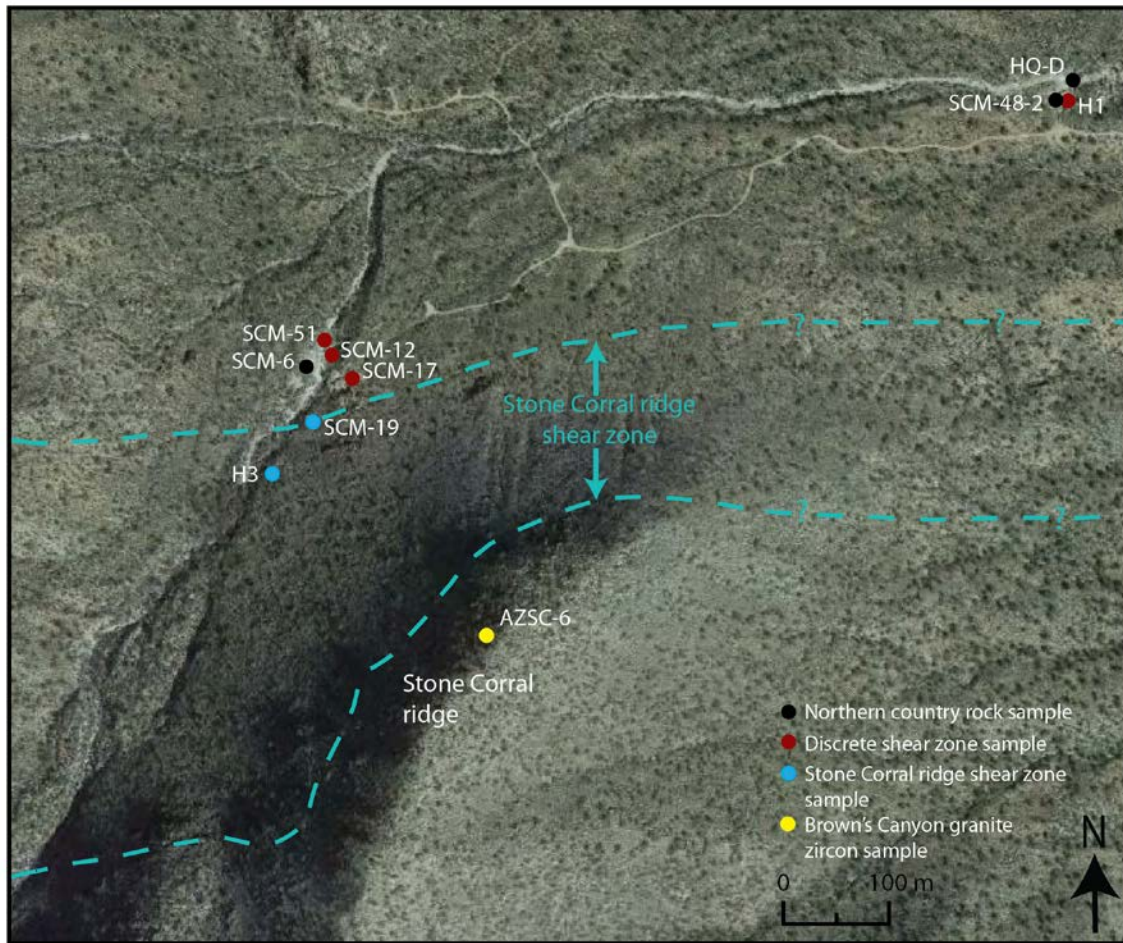 HQ-D
SCM-48-2
H1
SCM-51
SCM-12
SCM-6
SCM-17
SCM-19
H3
?
?
Stone Corral ridge
shear zone
?
?
AZSC-6
Stone Corral
ridge
Northern country rock sample
Discrete shear zone sample
Stone Corral ridge shear zone
sample
Brown's Canyon granite
zircon sample
0
100 m
N